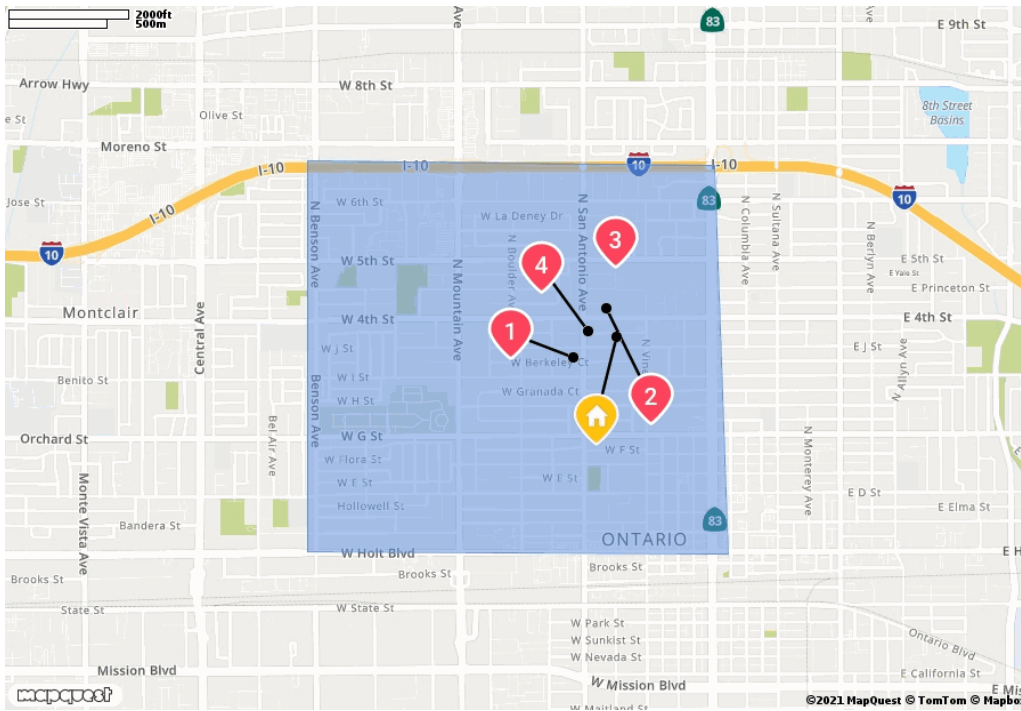 2000ft
500m
Ave
83
E 9th St
Arrow Hwy
W 8th St
Olive St
8th Street
Basins
e St
Moreno St
I-10
I-10
10
I-10
Jose St
I-10
W 6th St
83
10
N Benson Ave
W La Deney Dr
N San Antonio Ave
N Columbia Ave
N Sultana Ave
3
10
W 5th St
N Boulder Av
4
N Berlyn Ave
E 5th St
E Yale St
N Mountain Ave
E Princeton St
Montclair
Central Ave
W 4th St
1
E 4th St
W J St
N Vine
E J St
W Berkeley Ct
N Allyn Ave
Benito St
W I St
Benson Ave
W Granada Ct
2
W H St
Bel Air Ave
Orchard St
W G St
W F St
N Monterey Ave
W Flora St
Monte Vista Ave
W E St
W E St
E D St
Hollowell St
E Elma St
Bandera St
83
ONTARIO
W Holt Blvd
E H
Brooks St
Brooks St
Brooks St
State St
W State St
W Park St
W Sunkist St
W Nevada St
Ontario Blvd
Mission Blvd
E California St
W Mission Blvd
E Mis
mapquest
W Maitland St
©2021 MapQuest © TomTom © Mapbox